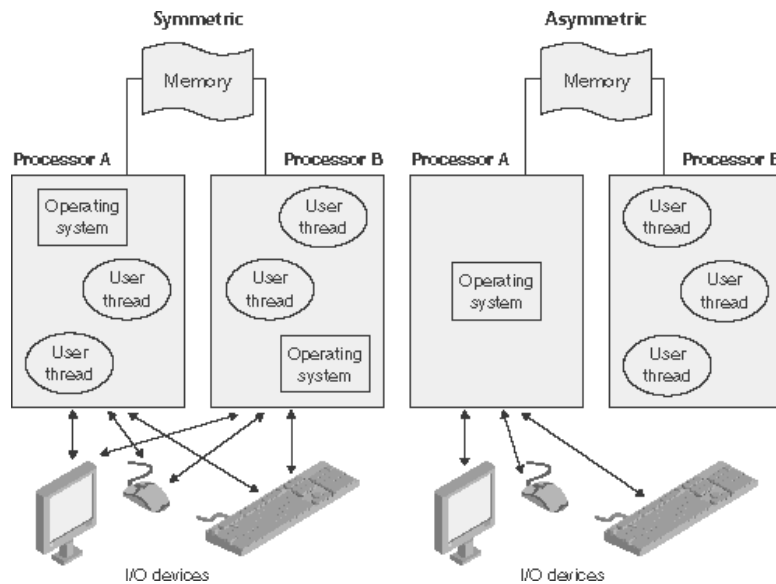 Symmetric
Memory
Processor A
Processor B
Operating
system
User
thread
User
thread
User
thread
User
thread
Operating
system
I/O devices
Asymmetric
Memory
Processor A
Processor B
Operating
system
User
thread
User
thread
User
thread
I/O devices